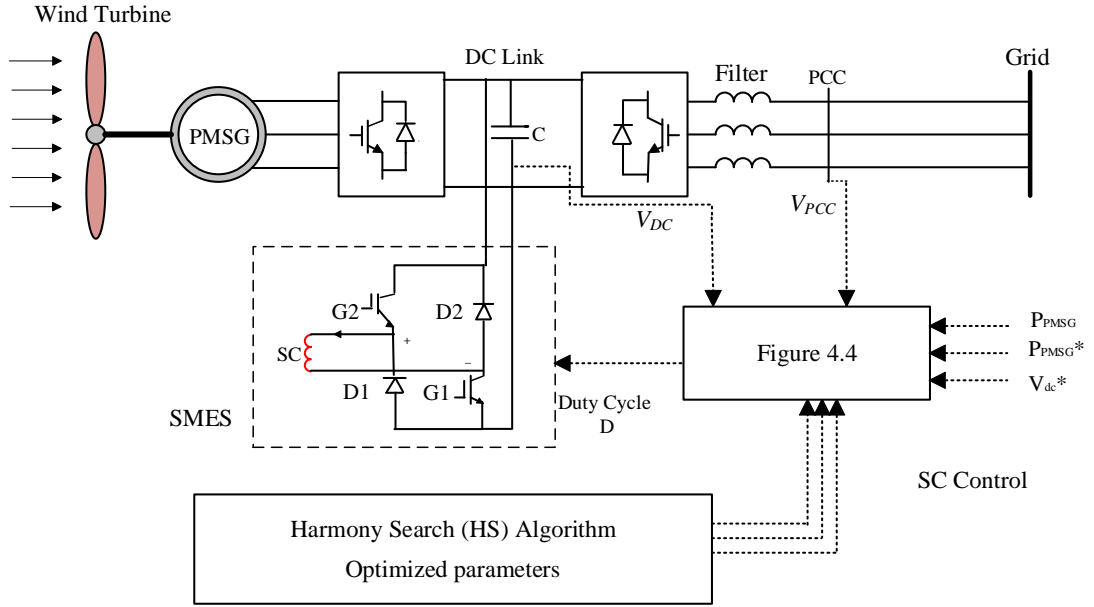 Wind Turbine
DC Link
Filter
PCC
Grid
PMSG
C
V_DC
V_PCC
G2
D2
+
SC
−
D1
G1
SMES
Duty Cycle
D
Figure 4.4
P_PMSG
P_PMSG*
V_dc*
SC Control
Harmony Search (HS) Algorithm
Optimized parameters